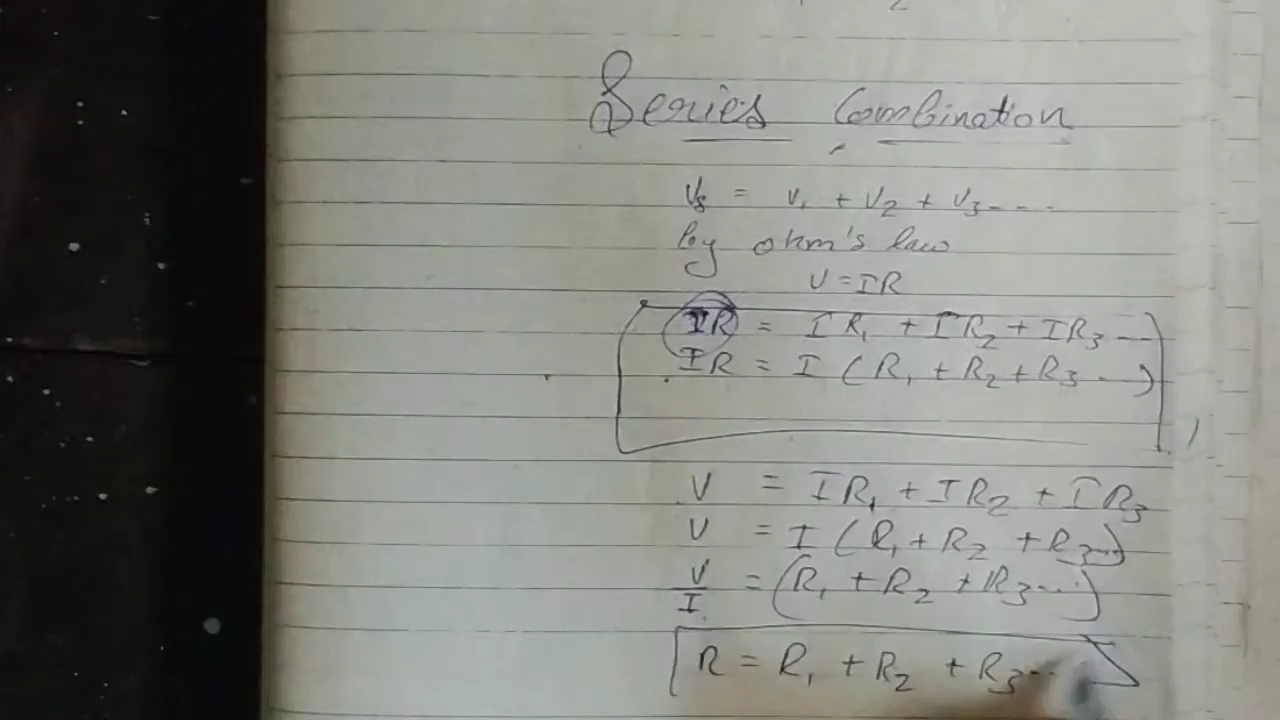 2
Series Combination
Vs = V1 + V2 + V3 ----
by ohm's law
V = IR
IR = IR1 + IR2 + IR3 ---
IR = I (R1 + R2 + R3 ...)
V = IR1 + IR2 + IR3
V = I (R1 + R2 + R3...)
V/I = (R1 + R2 + R3 ....)
R = R1 + R2 + R3 ...